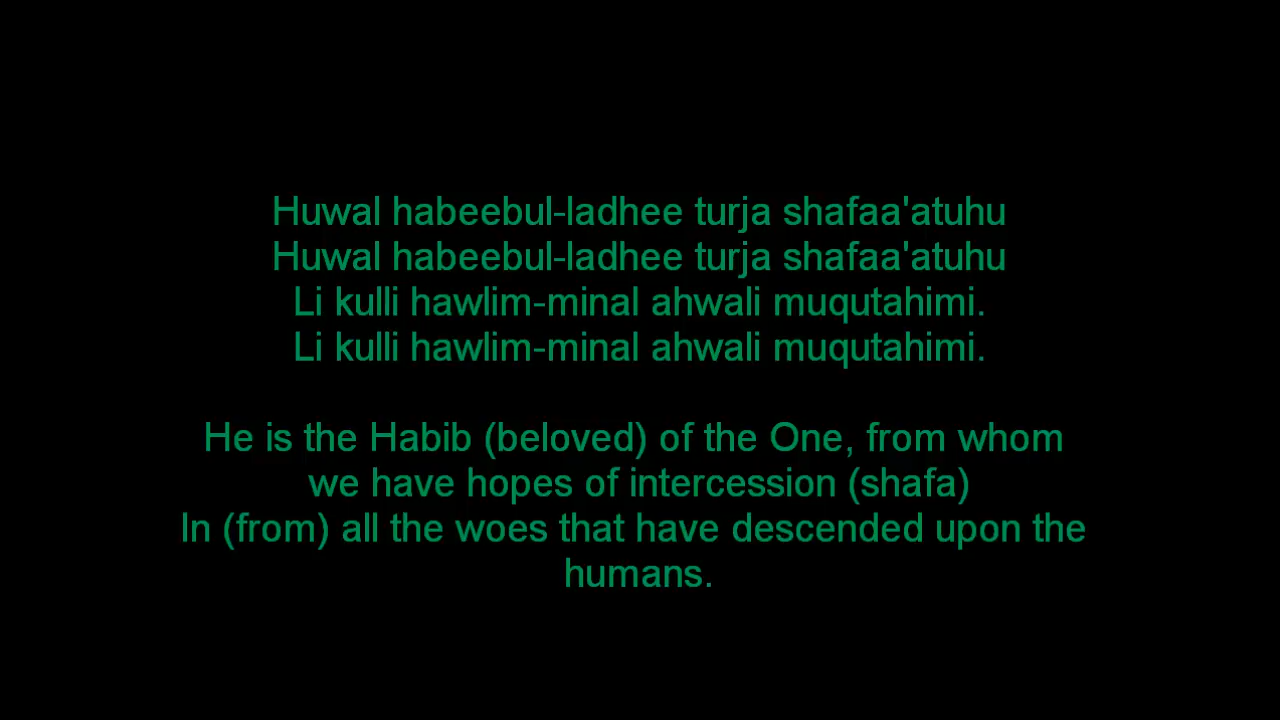 Huwal habeebul-ladhee turja shafaa'atuhu
Huwal habeebul-ladhee turja shafaa'atuhu
Li kulli hawlim-minal ahwali muqutahimi.
Li kulli hawlim-minal ahwali muqutahimi.
He is the Habib (beloved) of the One, from whom
we have hopes of intercession (shafa)
In (from) all the woes that have descended upon the
humans.